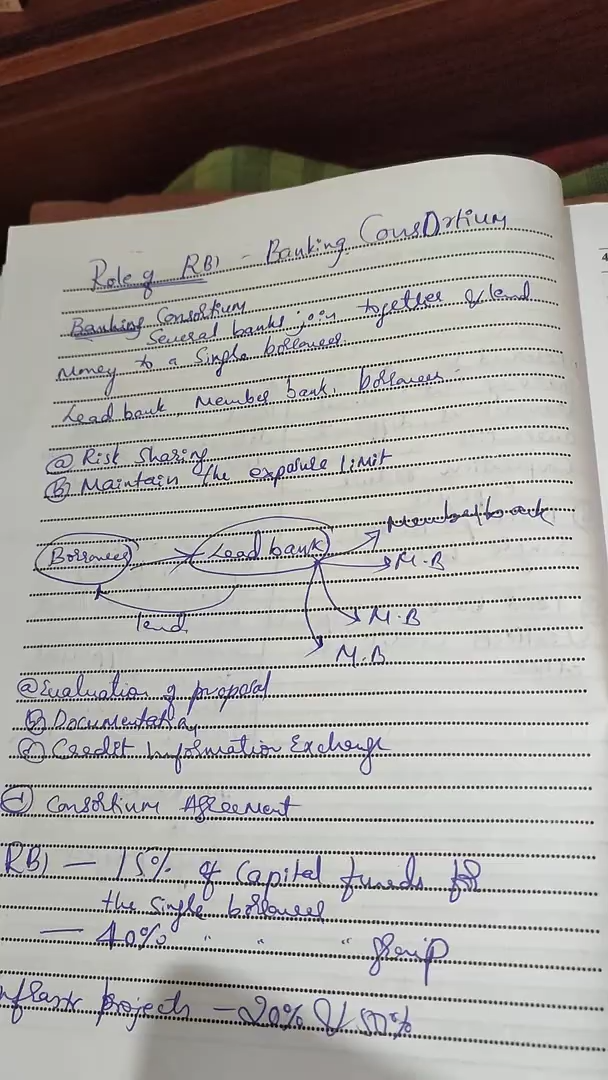 Role of RBI - Banking Consortium
Banking Consortium
Several banks join together & lend
money to a single borrower.
Lead bank, Member bank, borrower.
(a) Risk Sharing
(b) Maintain the exposure limit
Borrower Lead bank Member bank
M.B
lend M.B
M.B
(a) Evaluation of proposal
(b) Documentation
(c) Credit Information Exchange
(d) Consortium Agreement
RBI — 15% of Capital funds for
the single borrower
— 40% " " " group
projects — 20% & 50%
4